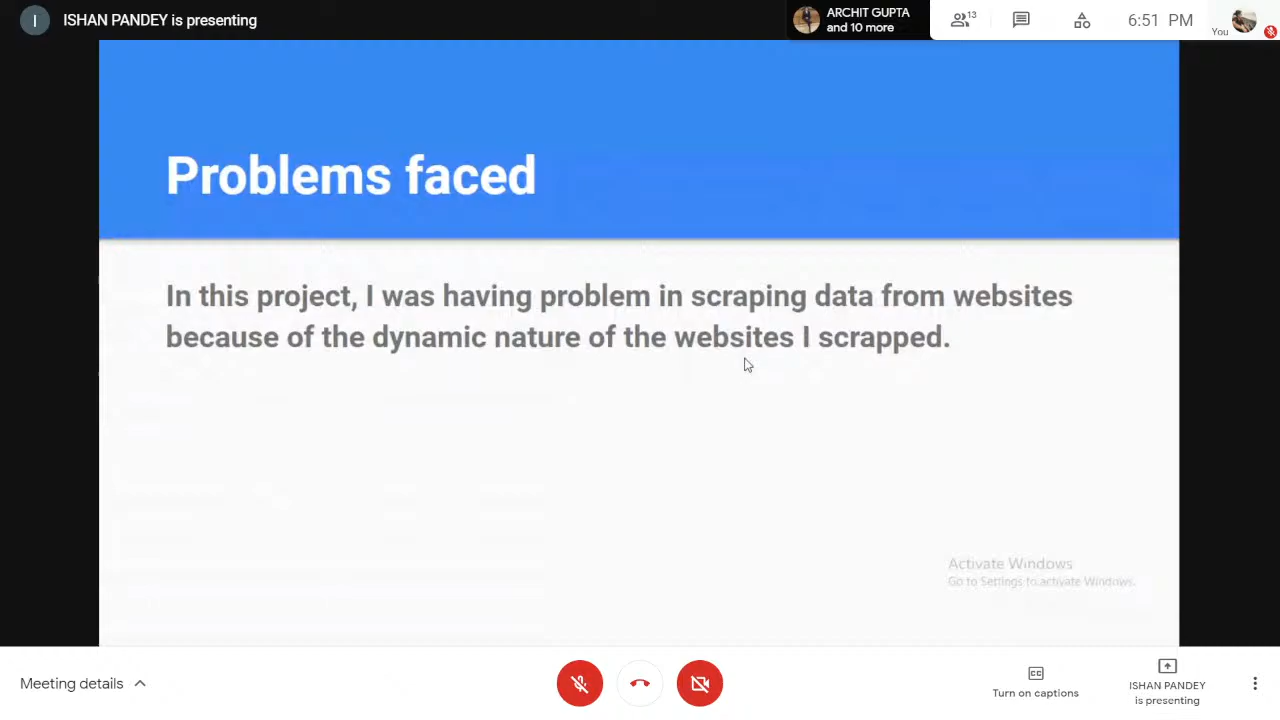 I
ISHAN PANDEY is presenting
ARCHIT GUPTA
and 10 more
13
6:51 PM
You
Problems faced
In this project, I was having problem in scraping data from websites
because of the dynamic nature of the websites I scrapped.
Activate Windows
Go to Settings to activate Windows.
Meeting details
CC
Turn on captions
ISHAN PANDEY
is presenting